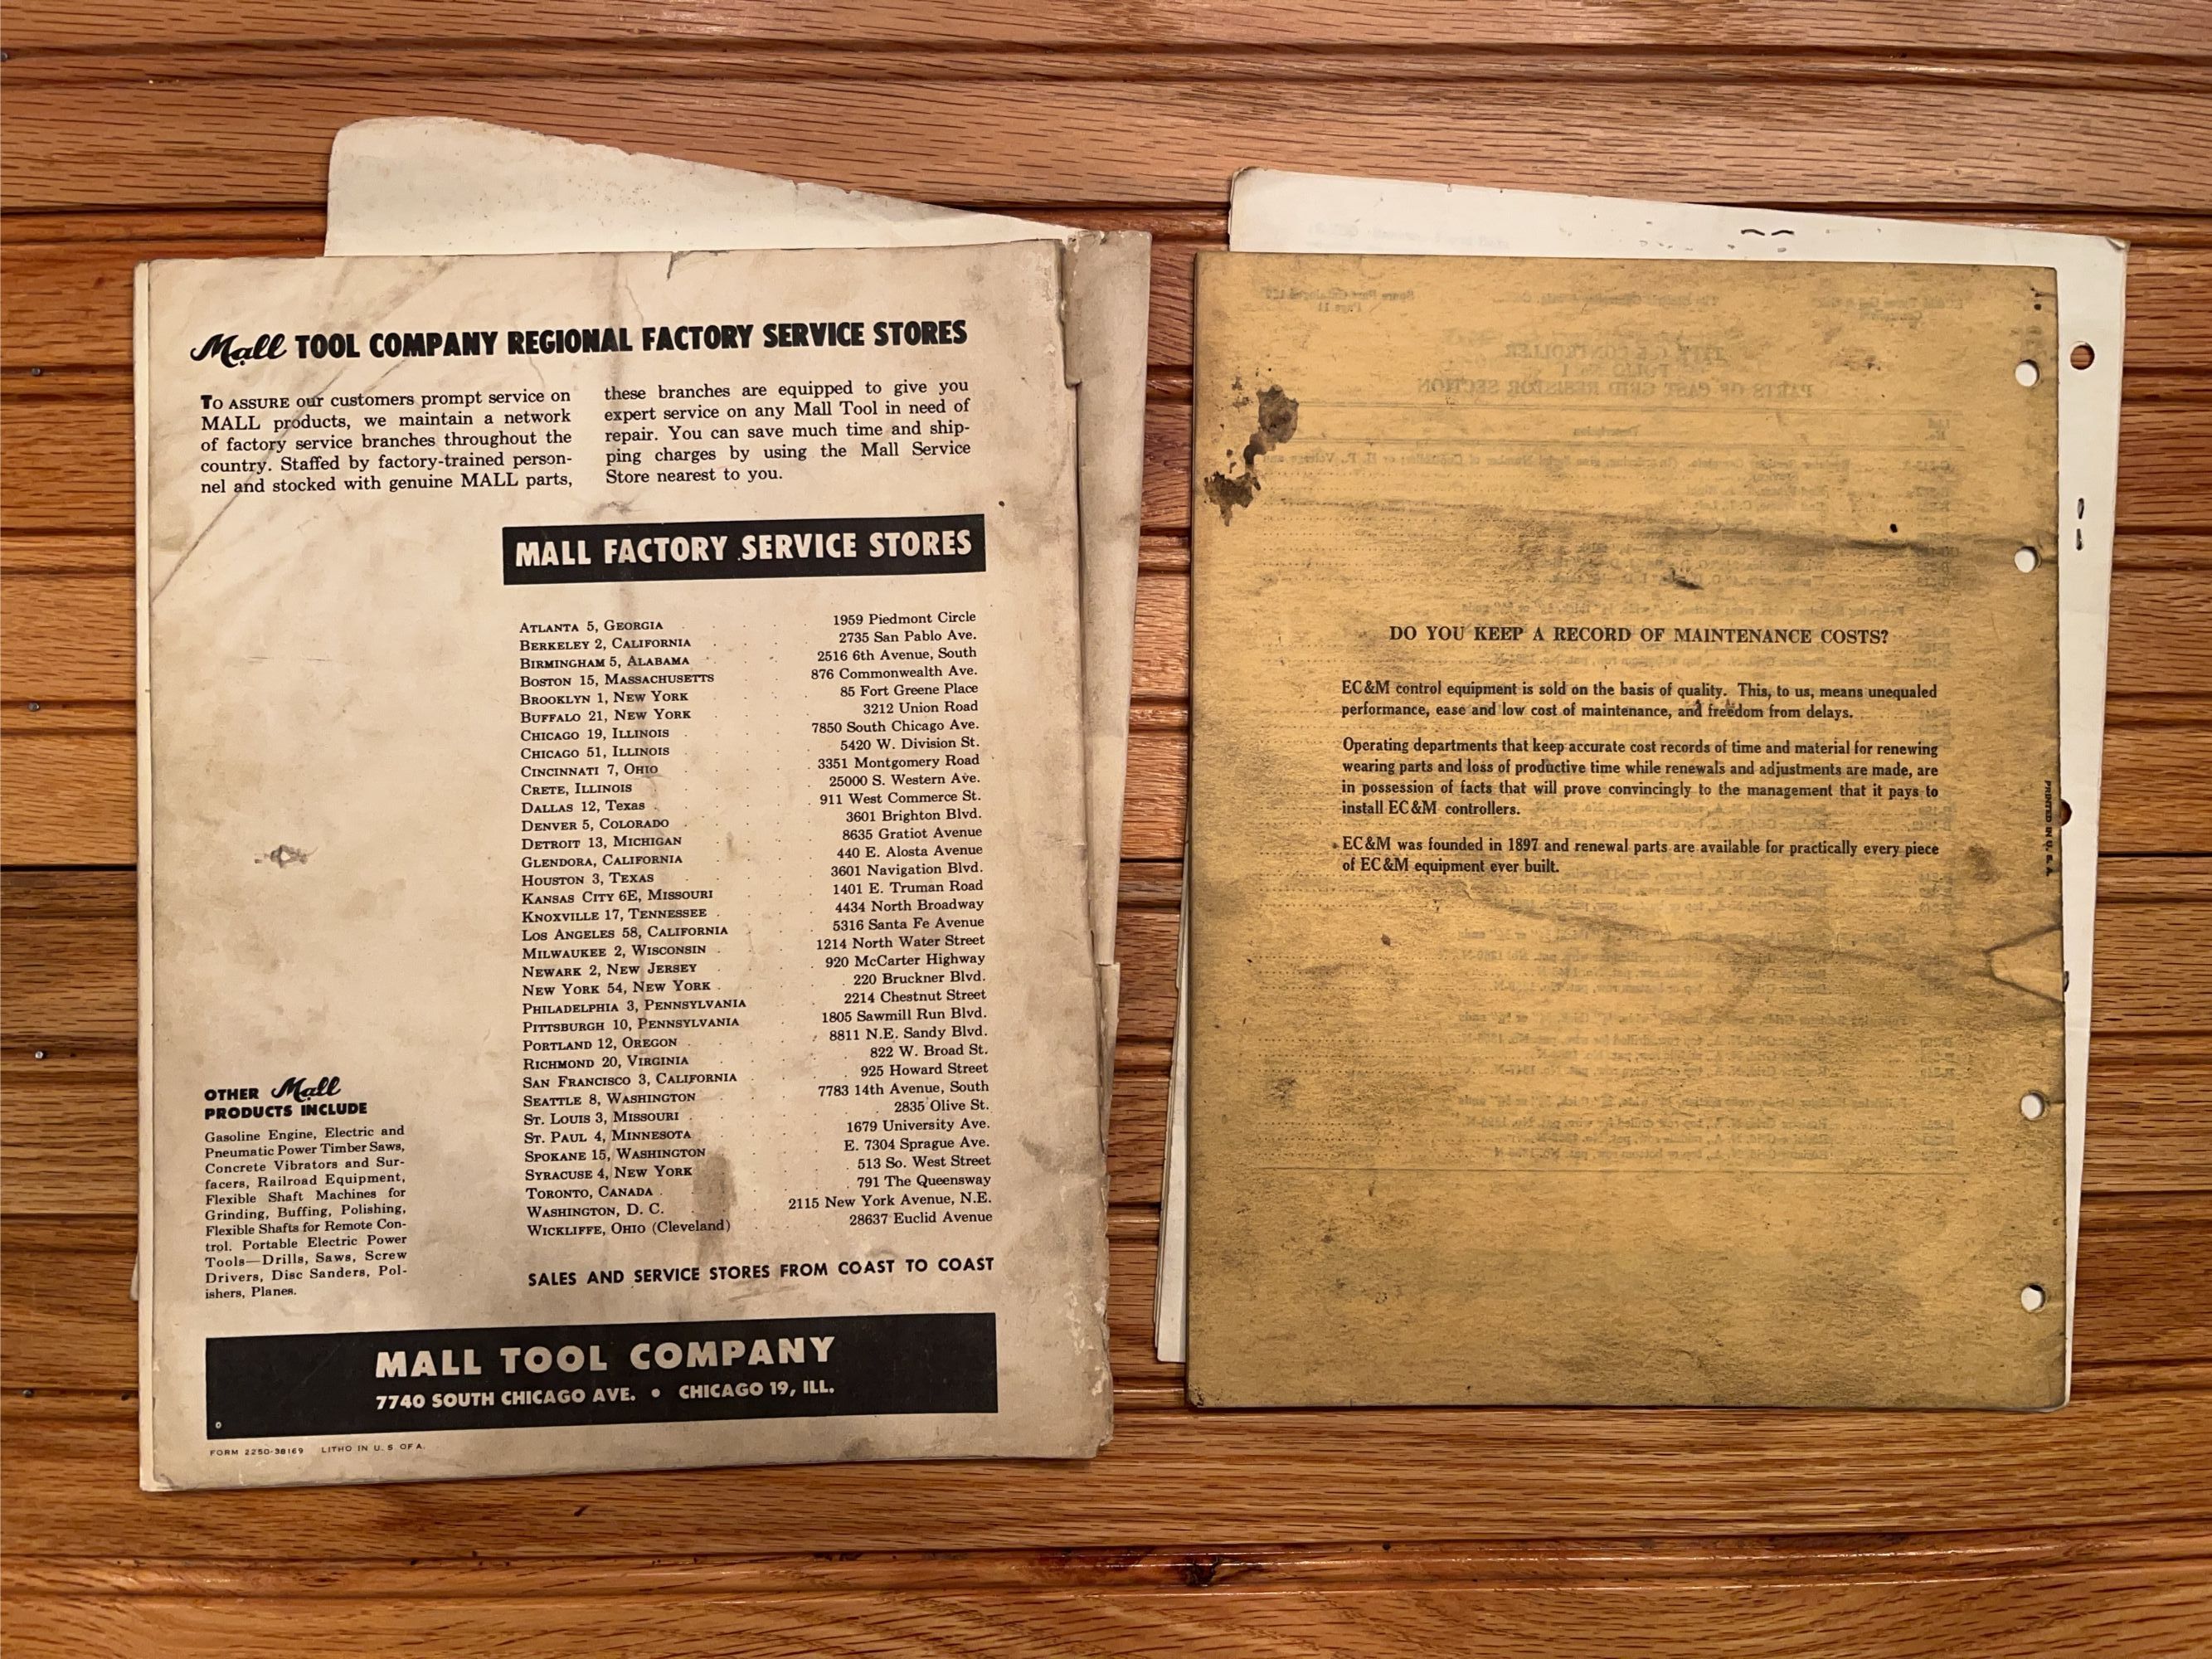 Mall TOOL COMPANY REGIONAL FACTORY SERVICE STORES
TO ASSURE our customers prompt service on
MALL products, we maintain a network
of factory service branches throughout the
country. Staffed by factory-trained person-
nel and stocked with genuine MALL parts,
these branches are equipped to give you
expert service on any Mall Tool in need of
repair. You can save much time and ship-
ping charges by using the Mall Service
Store nearest to you.
MALL FACTORY SERVICE STORES
ATLANTA 5, GEORGIA 1959 Piedmont Circle
BERKELEY 2, CALIFORNIA 2735 San Pablo Ave.
BIRMINGHAM 5, ALABAMA 2516 6th Avenue, South
BOSTON 15, MASSACHUSETTS 876 Commonwealth Ave.
BROOKLYN 1, NEW YORK 85 Fort Greene Place
BUFFALO 21, NEW YORK 3212 Union Road
CHICAGO 19, ILLINOIS 7850 South Chicago Ave.
CHICAGO 51, ILLINOIS 5420 W. Division St.
CINCINNATI 7, OHIO 3351 Montgomery Road
CRETE, ILLINOIS 25000 S. Western Ave.
DALLAS 12, Texas 911 West Commerce St.
DENVER 5, COLORADO 3601 Brighton Blvd.
DETROIT 13, MICHIGAN 8635 Gratiot Avenue
GLENDORA, CALIFORNIA 440 E. Alosta Avenue
HOUSTON 3, TEXAS 3601 Navigation Blvd.
KANSAS CITY 6E, MISSOURI 1401 E. Truman Road
KNOXVILLE 17, TENNESSEE 4434 North Broadway
LOS ANGELES 58, CALIFORNIA 5316 Santa Fe Avenue
MILWAUKEE 2, WISCONSIN 1214 North Water Street
NEWARK 2, NEW JERSEY 920 McCarter Highway
NEW YORK 54, NEW YORK 220 Bruckner Blvd.
PHILADELPHIA 3, PENNSYLVANIA 2214 Chestnut Street
PITTSBURGH 10, PENNSYLVANIA 1805 Sawmill Run Blvd.
PORTLAND 12, OREGON 8811 N.E. Sandy Blvd.
RICHMOND 20, VIRGINIA 822 W. Broad St.
SAN FRANCISCO 3, CALIFORNIA 925 Howard Street
SEATTLE 8, WASHINGTON 7783 14th Avenue, South
ST. LOUIS 3, MISSOURI 2835 Olive St.
ST. PAUL 4, MINNESOTA 1679 University Ave.
SPOKANE 15, WASHINGTON E. 7304 Sprague Ave.
SYRACUSE 4, NEW YORK 513 So. West Street
TORONTO, CANADA 791 The Queensway
WASHINGTON, D. C. 2115 New York Avenue, N.E.
WICKLIFFE, OHIO (Cleveland) 28637 Euclid Avenue
SALES AND SERVICE STORES FROM COAST TO COAST
OTHER Mall
PRODUCTS INCLUDE
Gasoline Engine, Electric and
Pneumatic Power Timber Saws,
Concrete Vibrators and Sur-
facers, Railroad Equipment,
Flexible Shaft Machines for
Grinding, Buffing, Polishing,
Flexible Shafts for Remote Con-
trol. Portable Electric Power
Tools—Drills, Saws, Screw
Drivers, Disc Sanders, Pol-
ishers, Planes.
MALL TOOL COMPANY
7740 SOUTH CHICAGO AVE. • CHICAGO 19, ILL.
FORM 2250-38169 LITHO IN U. S. OF A.
DO YOU KEEP A RECORD OF MAINTENANCE COSTS?
EC&M control equipment is sold on the basis of quality. This, to us, means unequaled
performance, ease and low cost of maintenance, and freedom from delays.
Operating departments that keep accurate cost records of time and material for renewing
wearing parts and loss of productive time while renewals and adjustments are made, are
in possession of facts that will prove convincingly to the management that it pays to
install EC&M controllers.
EC&M was founded in 1897 and renewal parts are available for practically every piece
of EC&M equipment ever built.
PRINTED IN U. S. A.